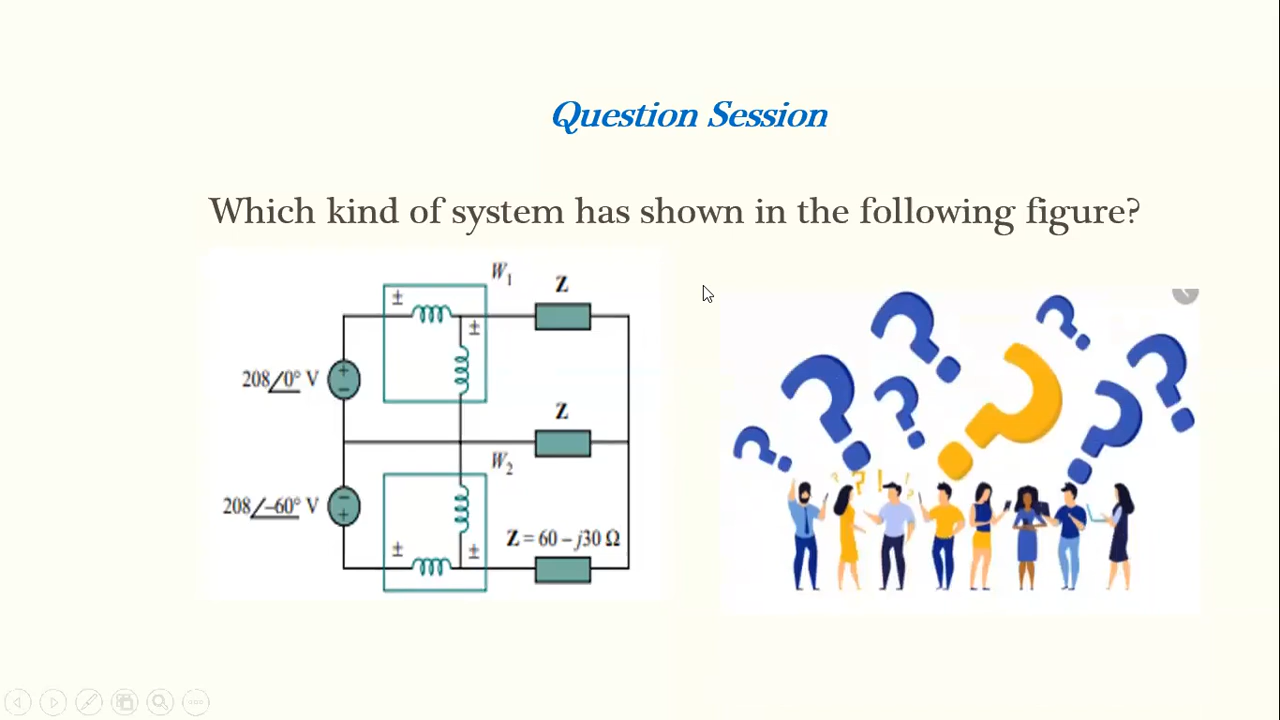 Question Session
Which kind of system has shown in the following figure?
W1
Z
±
±
+
−
208∠0° V
Z
W2
−
+
208∠−60° V
±
±
Z = 60 − j30 Ω